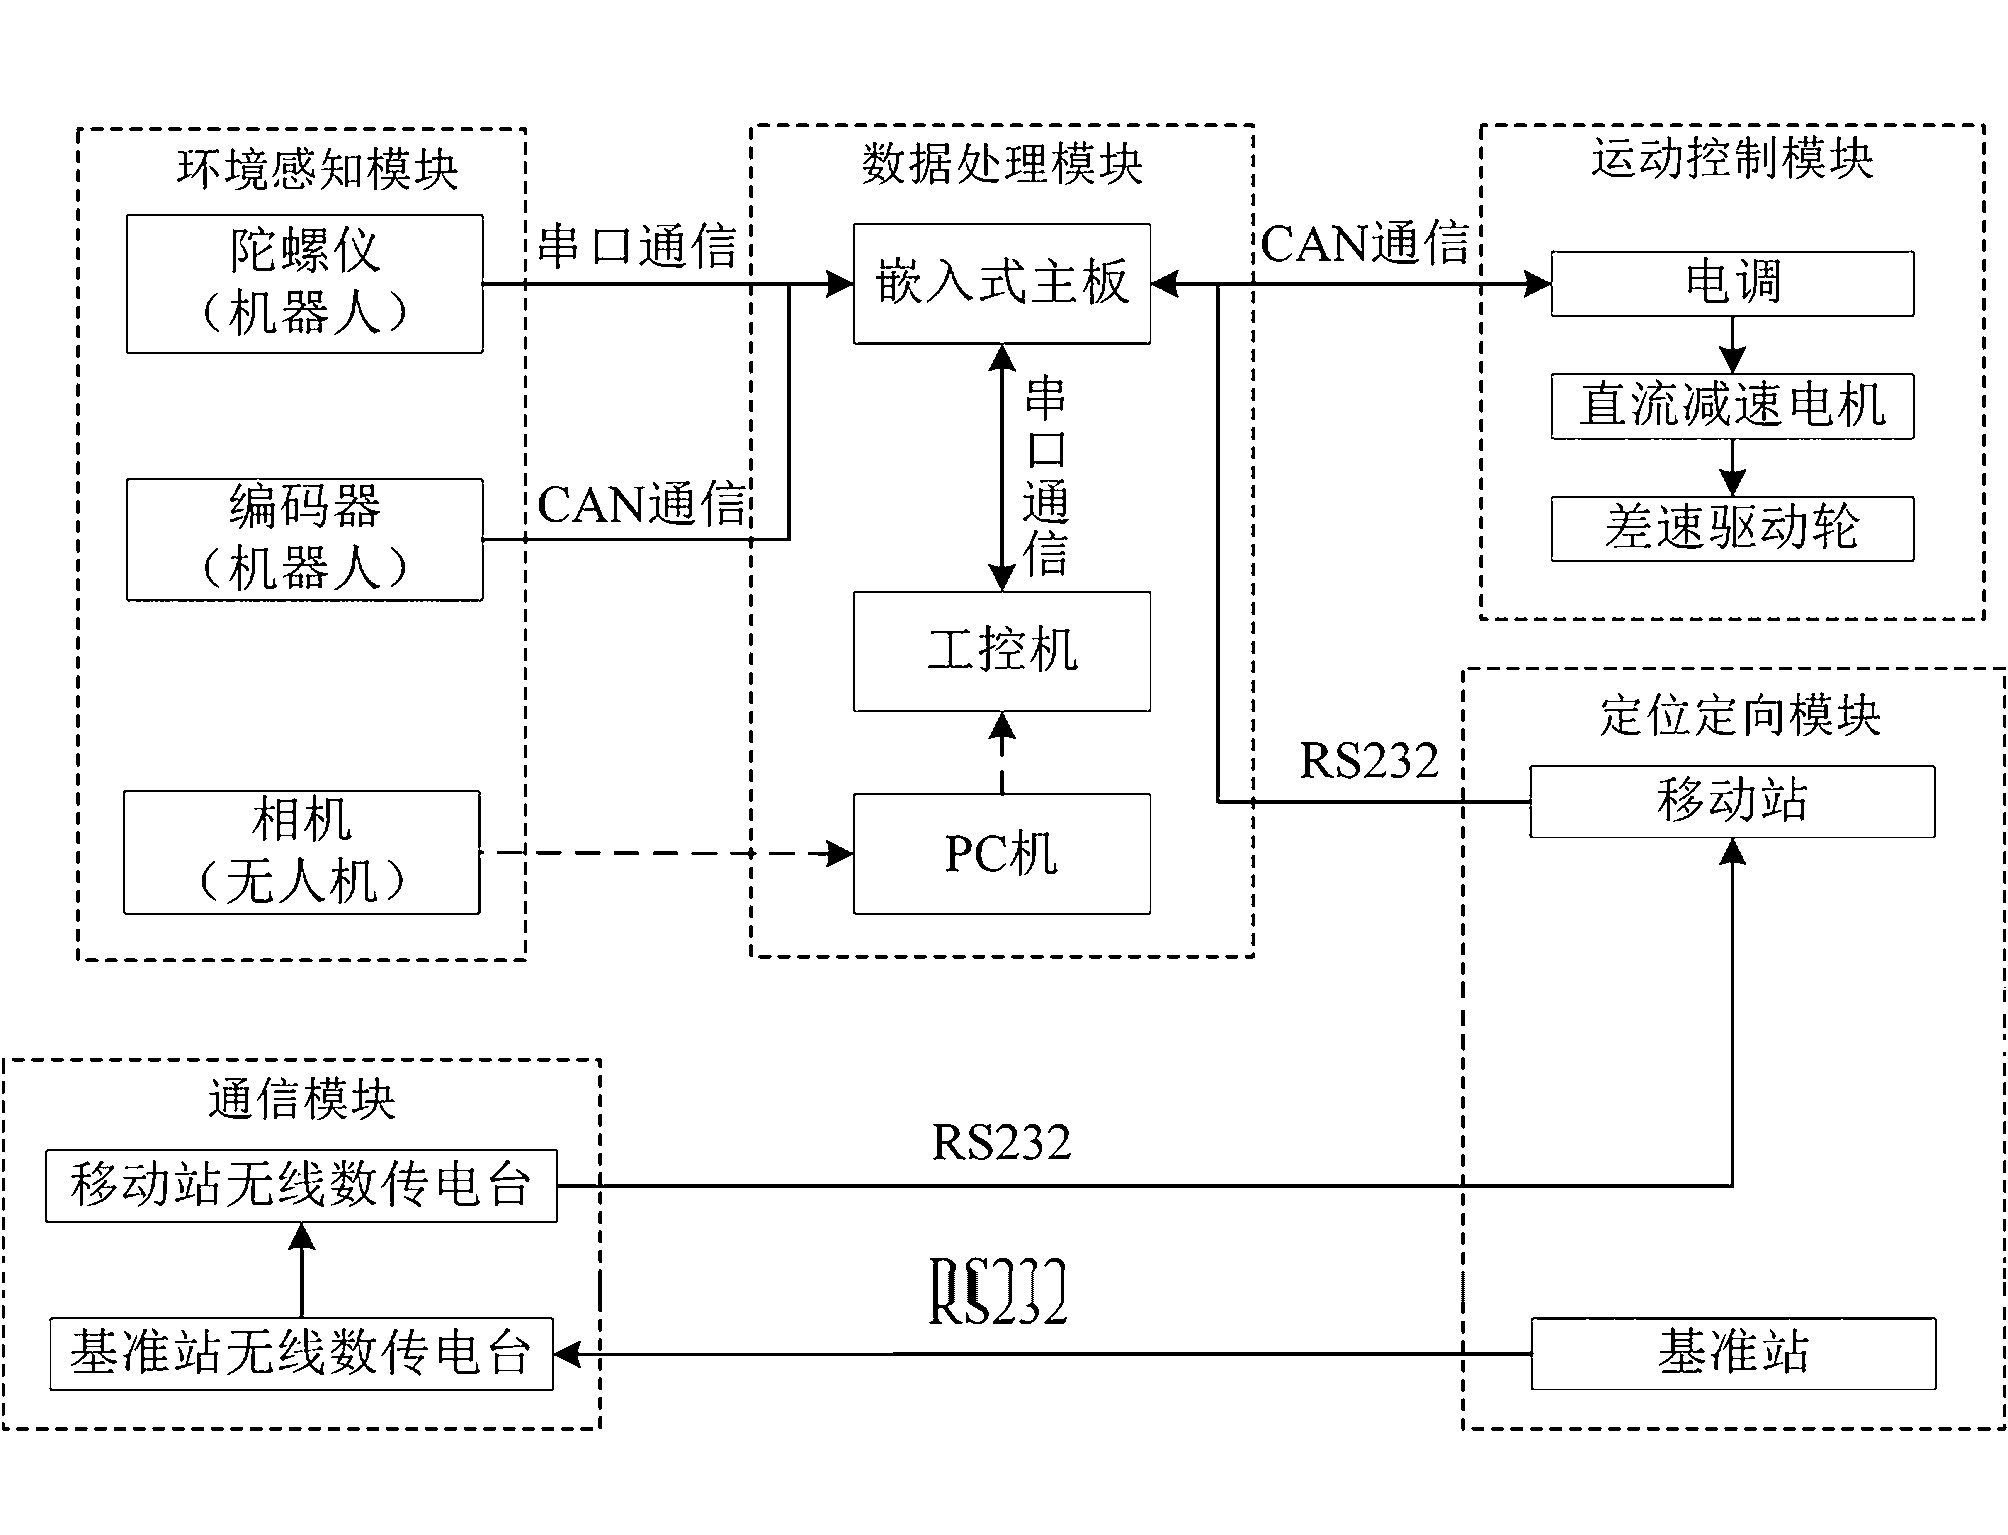 环境感知模块
陀螺仪
（机器人）
串口通信
编码器
（机器人）
CAN通信
相机
（无人机）
数据处理模块
嵌入式主板
串口通信
工控机
PC机
CAN通信
运动控制模块
电调
直流减速电机
差速驱动轮
定位定向模块
RS232
移动站
基准站
通信模块
移动站无线数传电台
RS232
基准站无线数传电台
RS232